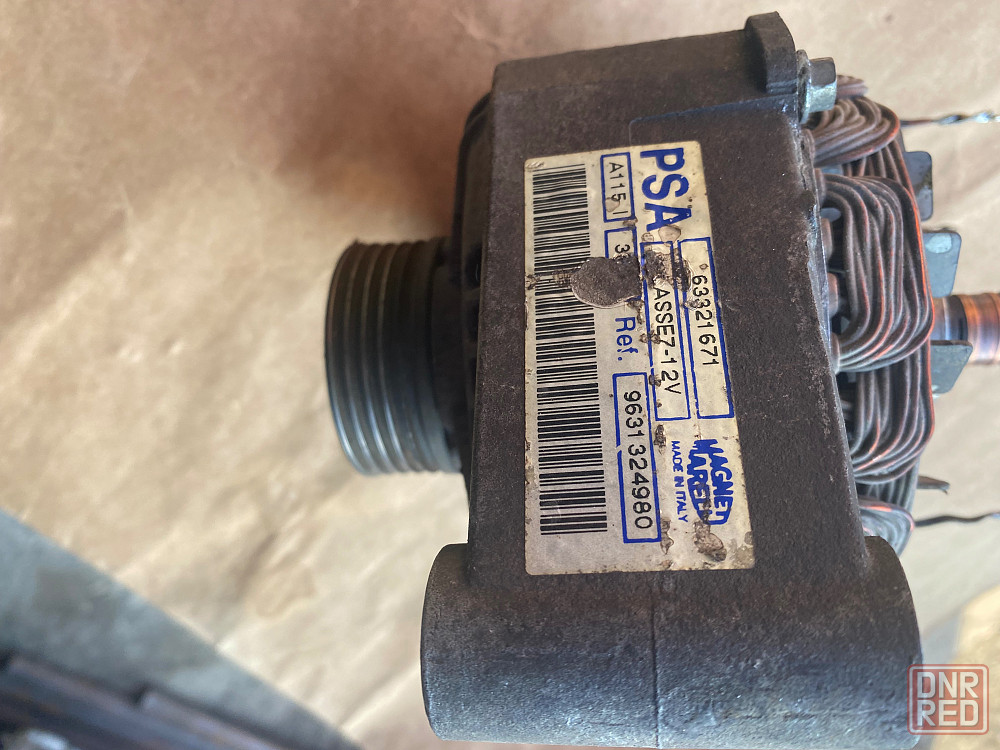 PSA
63321671
ASSE7-12V
A115-I
Ref.
9631324980
MAGNETI
MARELLI
MADE IN ITALY
DNR
RED